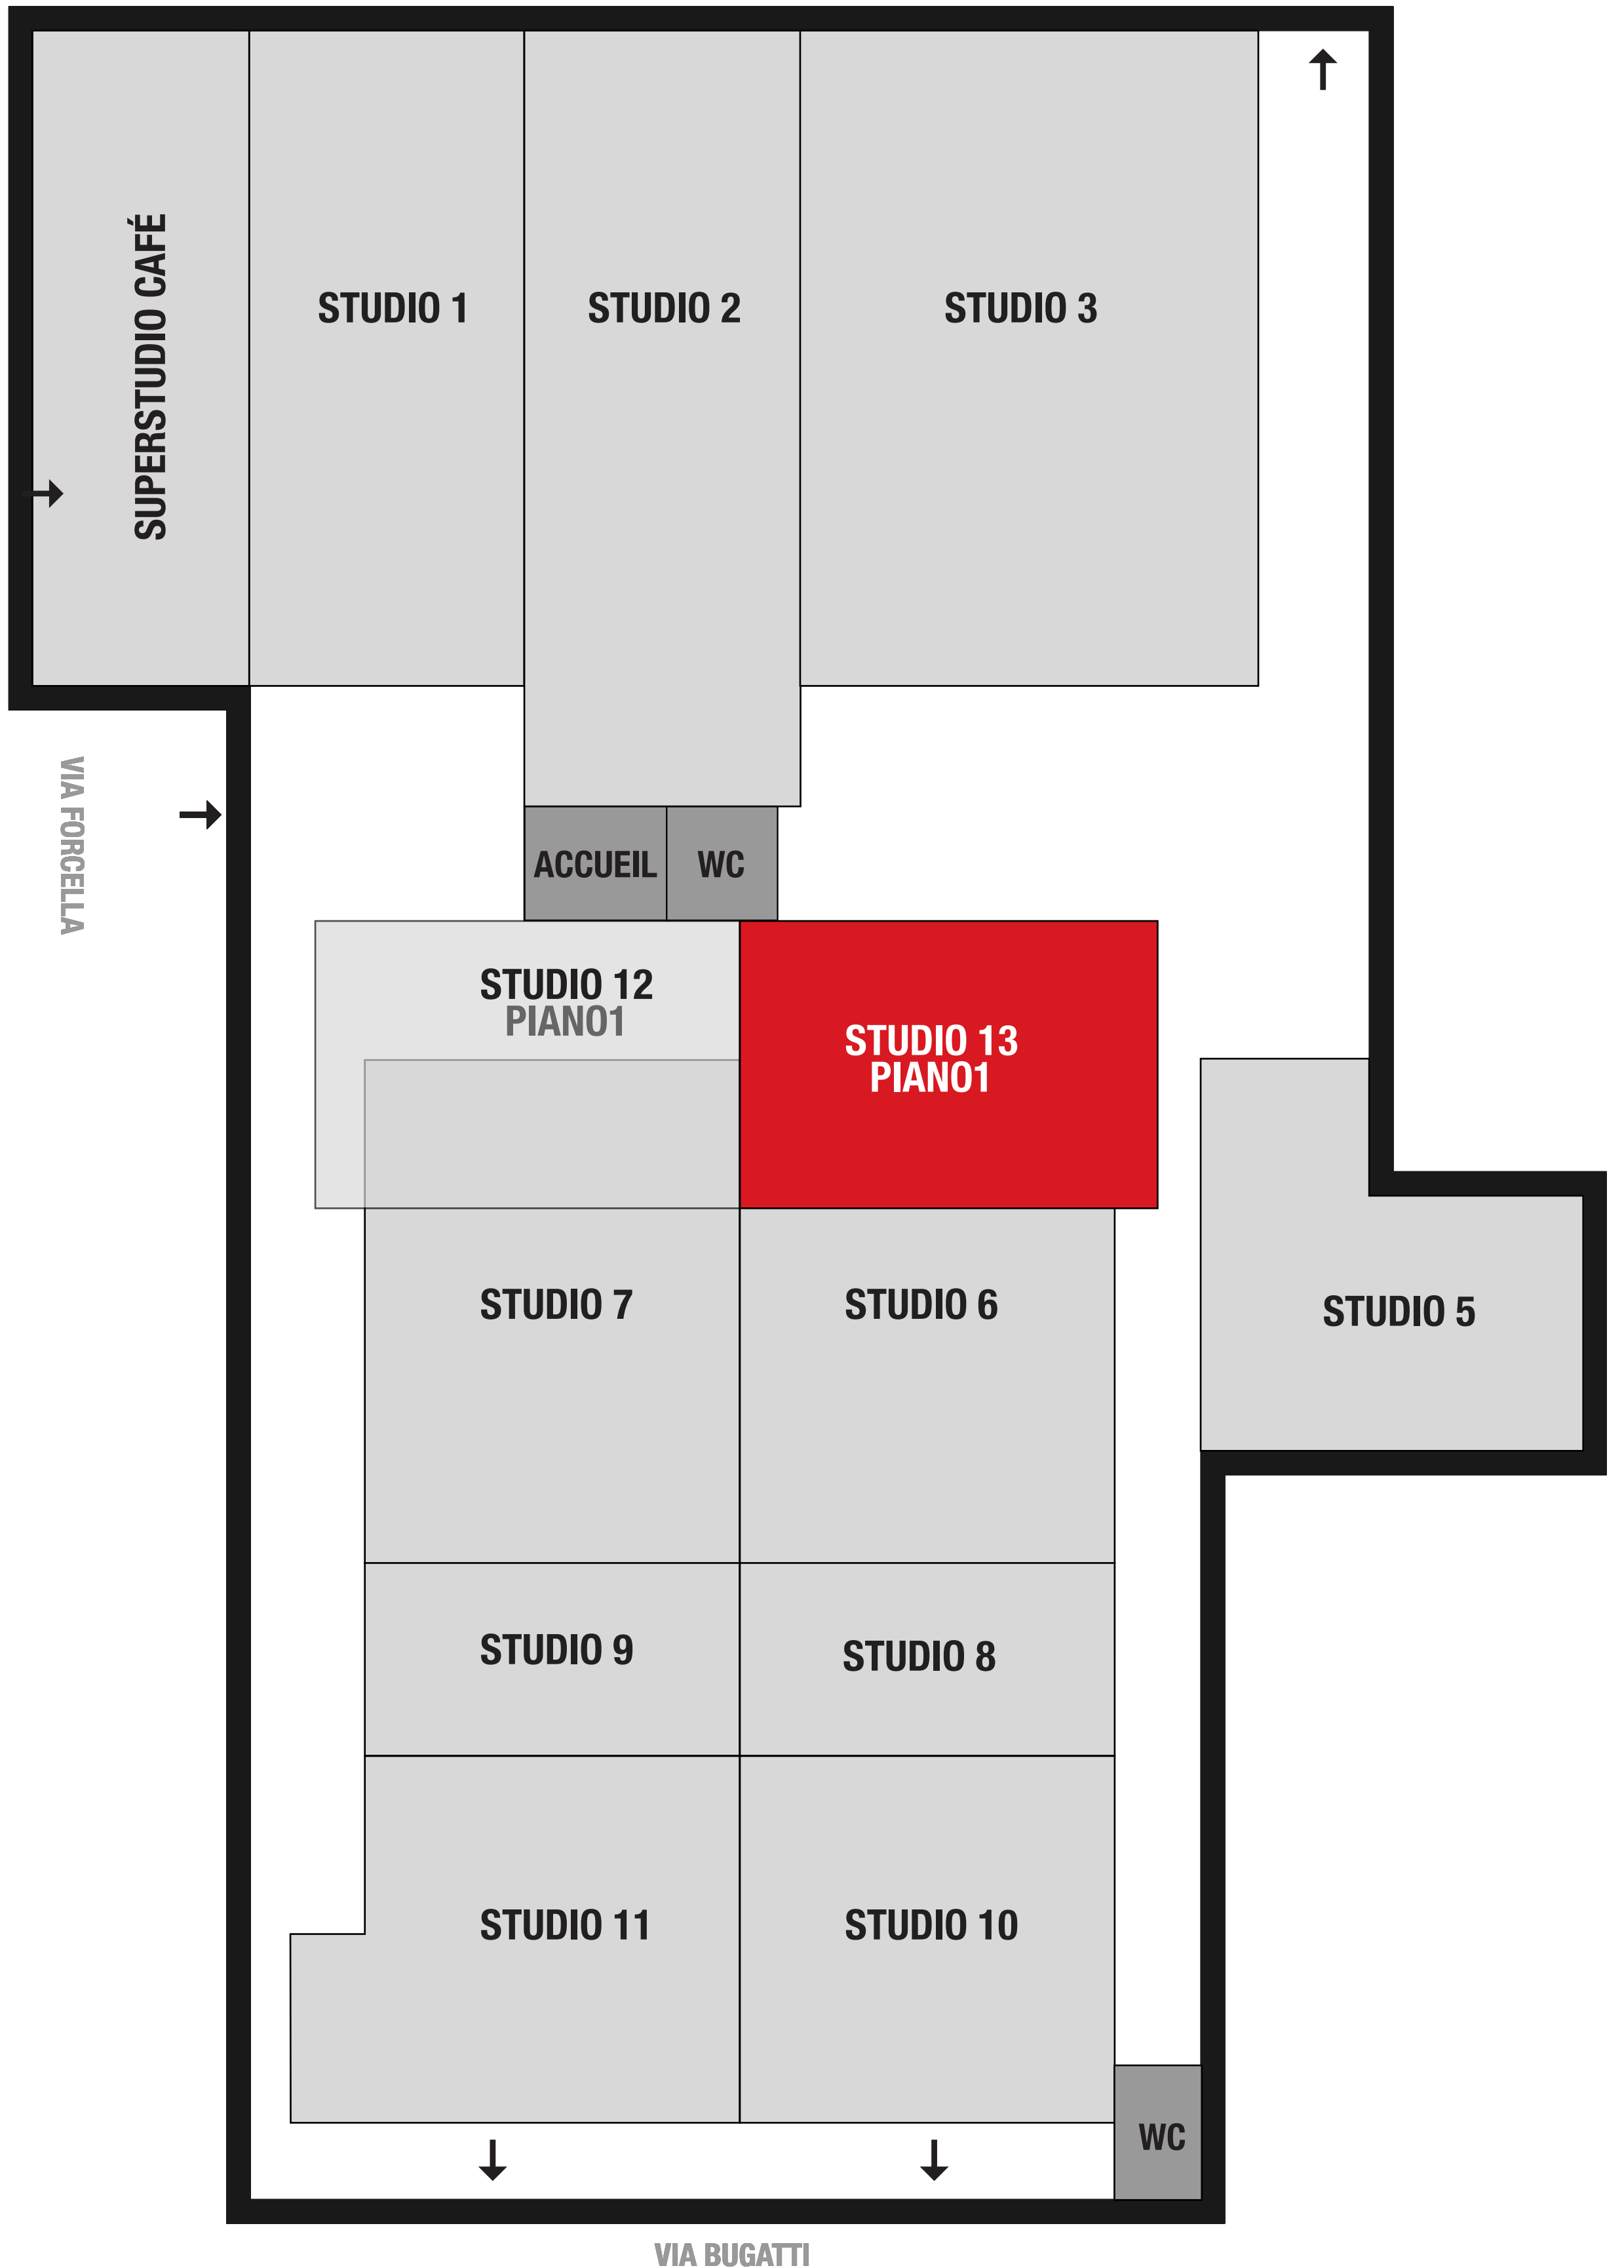 SUPERSTUDIO CAFÉ
STUDIO 1
STUDIO 2
STUDIO 3
VIA FORCELLA
ACCUEIL
WC
STUDIO 12
PIANO1
STUDIO 13
PIANO1
STUDIO 7
STUDIO 6
STUDIO 5
STUDIO 9
STUDIO 8
STUDIO 11
STUDIO 10
WC
VIA BUGATTI